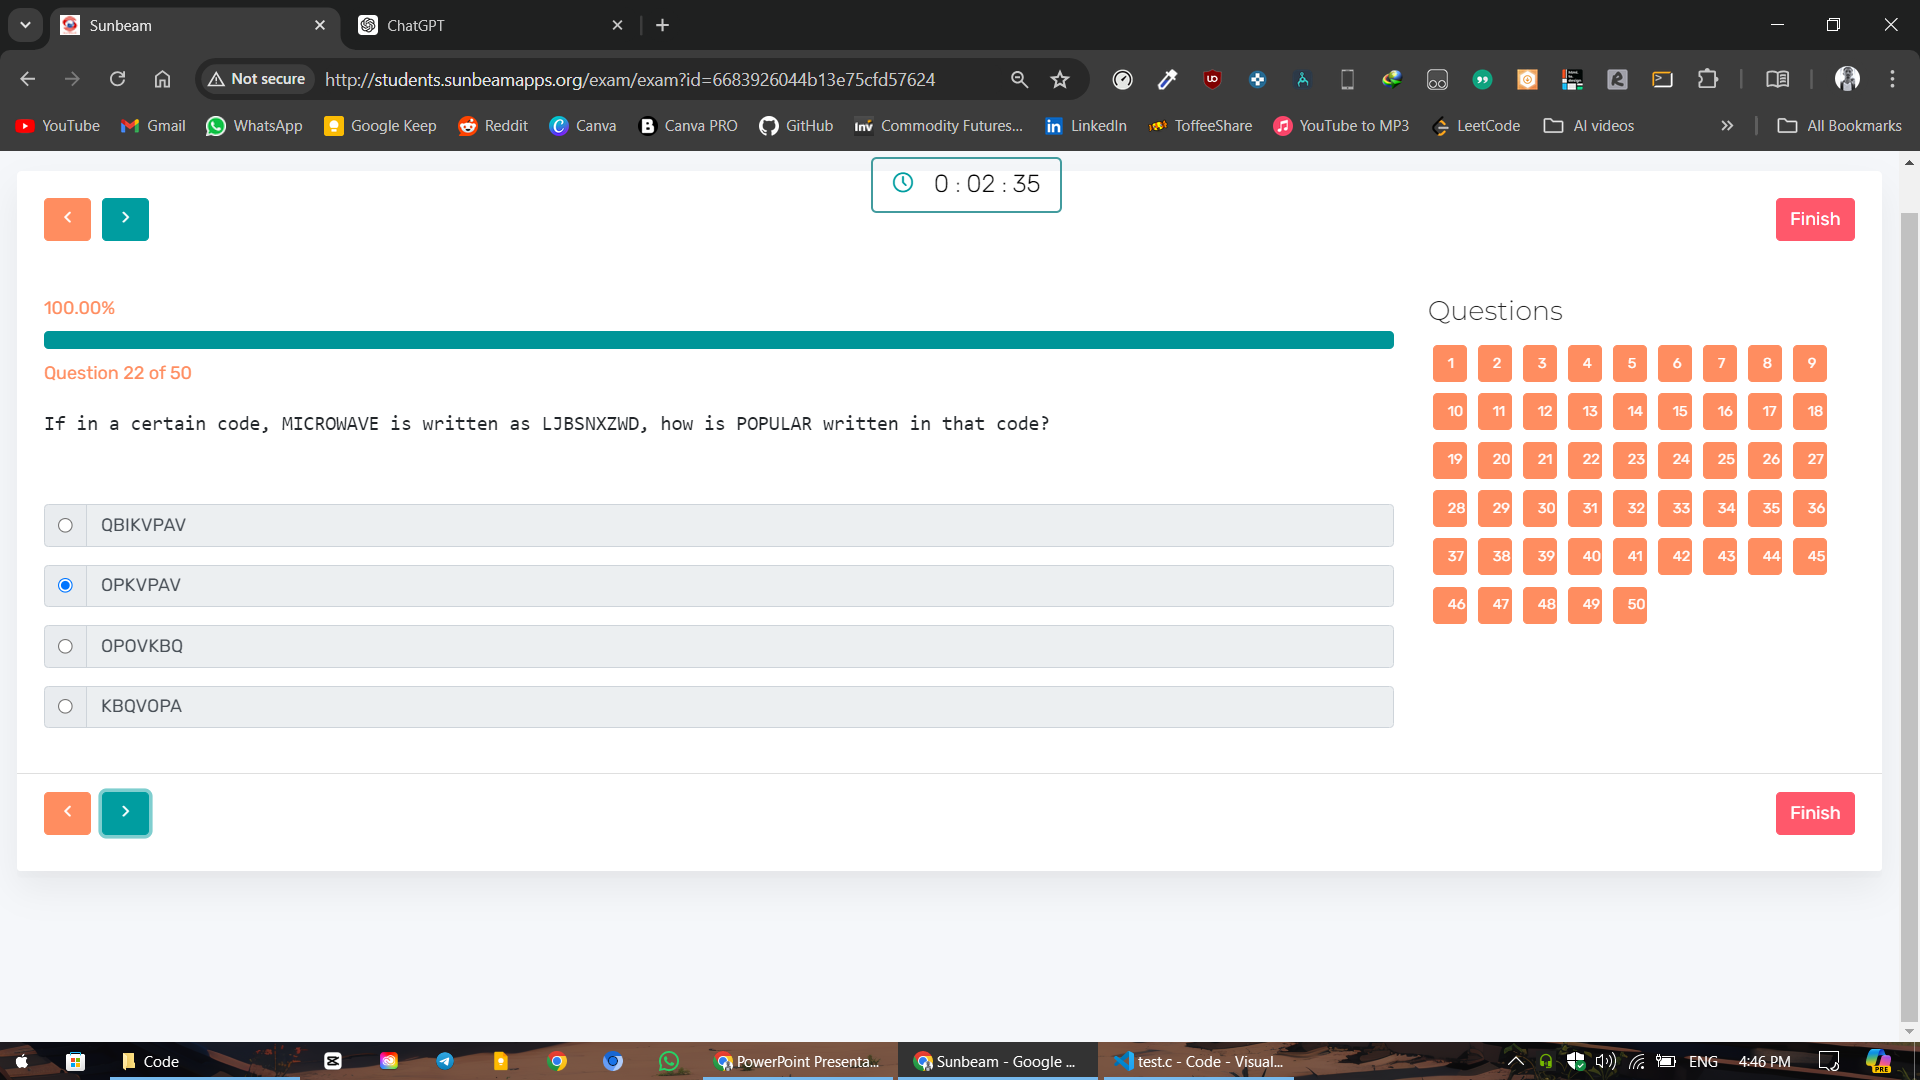 Sunbeam
ChatGPT
Not secure
http://students.sunbeamapps.org/exam/exam?id=6683926044b13e75cfd57624
YouTube
Gmail
WhatsApp
Google Keep
Reddit
Canva
Canva PRO
GitHub
Inv Commodity Futures...
LinkedIn
ToffeeShare
YouTube to MP3
LeetCode
AI videos
All Bookmarks
0 : 02 : 35
Finish
100.00%
Question 22 of 50
If in a certain code, MICROWAVE is written as LJBSNXZWD, how is POPULAR written in that code?
QBIKVPAV
OPKVPAV
OPOVKBQ
KBQVOPA
Questions
1 2 3 4 5 6 7 8 9
10 11 12 13 14 15 16 17 18
19 20 21 22 23 24 25 26 27
28 29 30 31 32 33 34 35 36
37 38 39 40 41 42 43 44 45
46 47 48 49 50
Finish
Code
PowerPoint Presenta...
Sunbeam - Google ...
test.c - Code - Visual...
ENG
4:46 PM
PRE